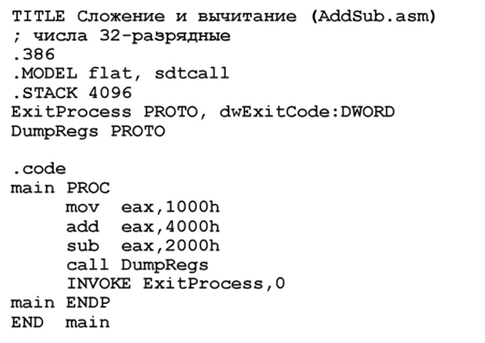 TITLE Сложение и вычитание (AddSub.asm)
; числа 32-разрядные
.386
.MODEL flat, sdtcall
.STACK 4096
ExitProcess PROTO, dwExitCode:DWORD
DumpRegs PROTO
.code
main PROC
mov eax,1000h
add eax,4000h
sub eax,2000h
call DumpRegs
INVOKE ExitProcess,0
main ENDP
END main